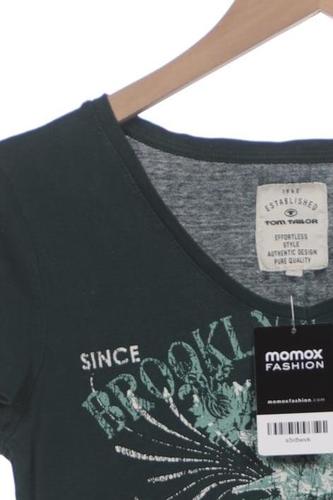 1962
ESTABLISHED
TOM TAILOR
EFFORTLESS
STYLE
AUTHENTIC DESIGN
PURE QUALITY
SINCE
momox
FASHION
momoxfashion.com